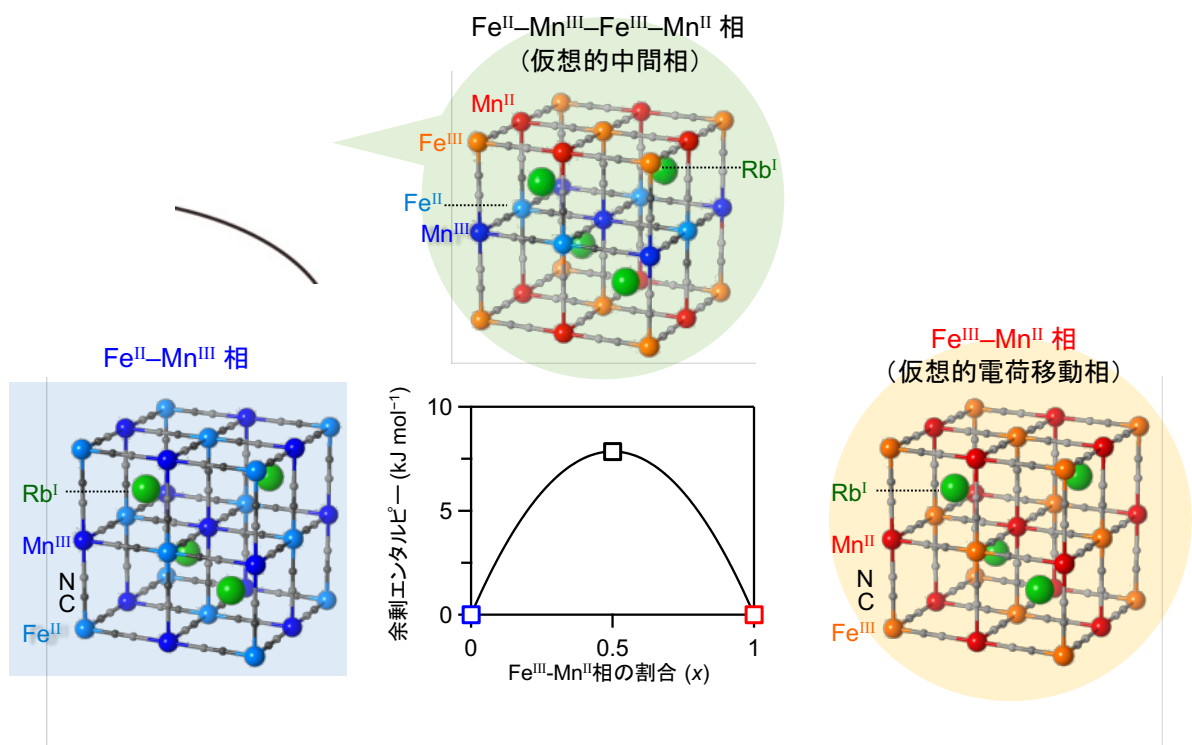 Fe^II–Mn^III–Fe^III–Mn^II 相
（仮想的中間相）
Mn^II
Fe^III
Rb^I
Fe^II
Mn^III
Fe^II–Mn^III 相
Rb^I
Mn^III
N
C
Fe^II
10
5
0
余剰エンタルピー (kJ mol⁻¹)
0
0.5
1
Fe^III-Mn^II相の割合 (x)
Fe^III–Mn^II 相
（仮想的電荷移動相）
Rb^I
Mn^II
N
C
Fe^III